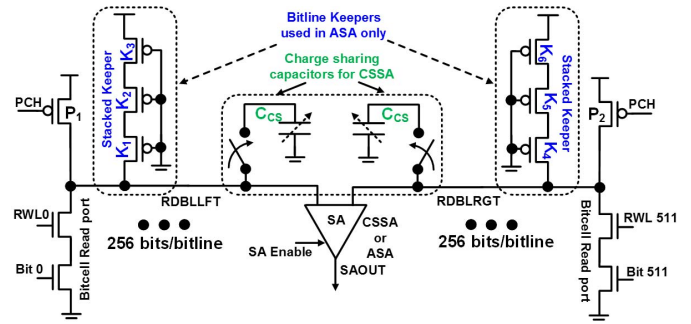 Bitline Keepers
used in ASA only
Charge sharing
capacitors for CSSA
PCH
P1
Stacked Keeper
K3
K2
K1
CCS
CCS
K6
K5
K4
Stacked Keeper
P2
PCH
RDBLLFT
RDBLRGT
RWL0
Bit 0
Bitcell Read port
256 bits/bitline
SA
CSSA
or
ASA
SA Enable
SAOUT
256 bits/bitline
Bitcell Read port
RWL 511
Bit 511